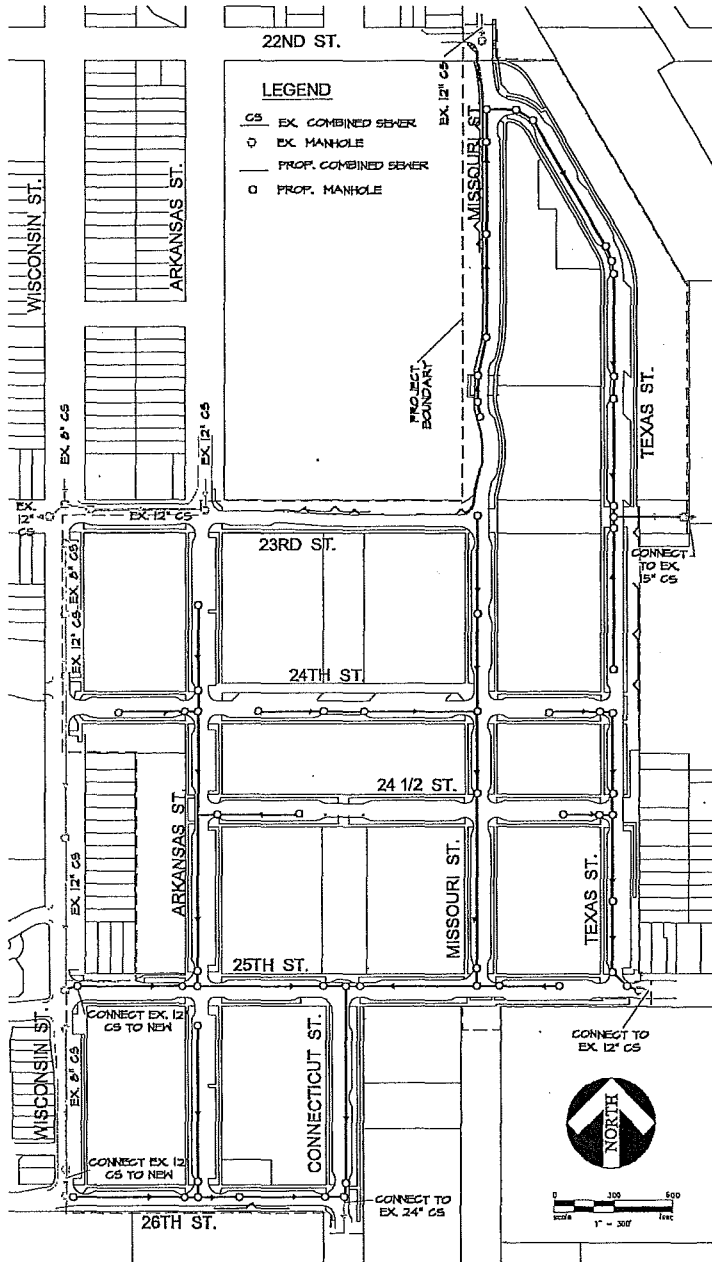 22ND ST.
LEGEND
CS EX. COMBINED SEWER
EX. MANHOLE
PROP. COMBINED SEWER
PROP. MANHOLE
EX. 12" CS
MISSOURI ST
WISCONSIN ST.
ARKANSAS ST.
PROJECT
BOUNDARY
TEXAS ST.
EX. 8" CS
EX. 12" CS
EX.
12"
CS
EX. 12" CS
23RD ST.
CONNECT
TO EX.
15" CS
EX. 12" CS
EX. 8" CS
24TH ST.
24 1/2 ST.
ARKANSAS ST.
MISSOURI ST.
TEXAS ST.
EX. 12" CS
25TH ST.
CONNECT EX. 12"
CS TO NEW
CONNECT TO
EX. 12" CS
WISCONSIN ST.
EX. 8" CS
CONNECTICUT ST.
NORTH
CONNECT EX. 12"
CS TO NEW
CONNECT TO
EX. 24" CS
26TH ST.
0 300 600
scale feet
1" = 300'